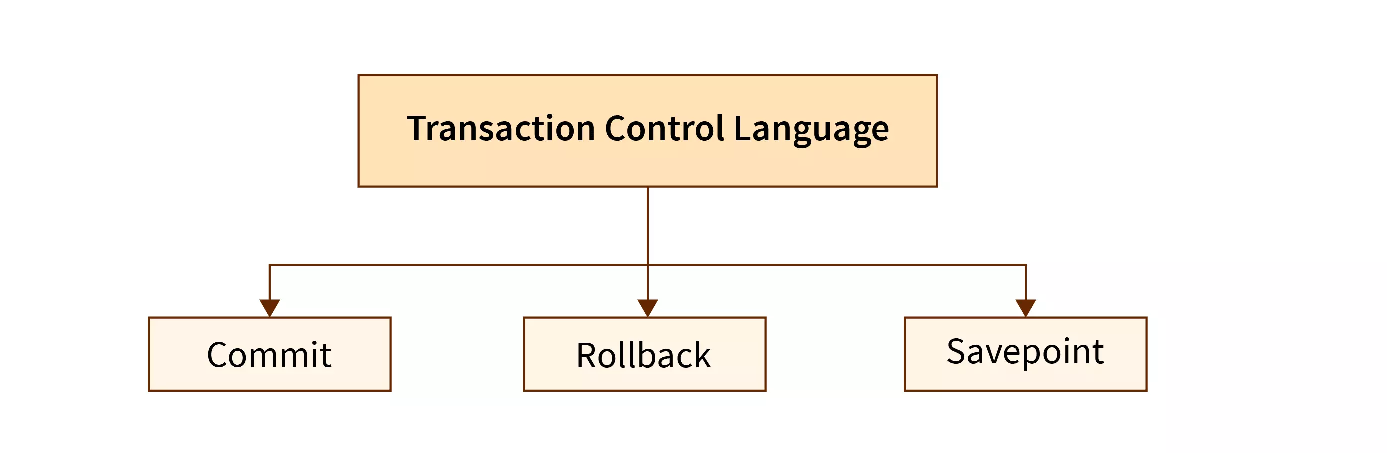 Transaction Control Language
Commit
Rollback
Savepoint